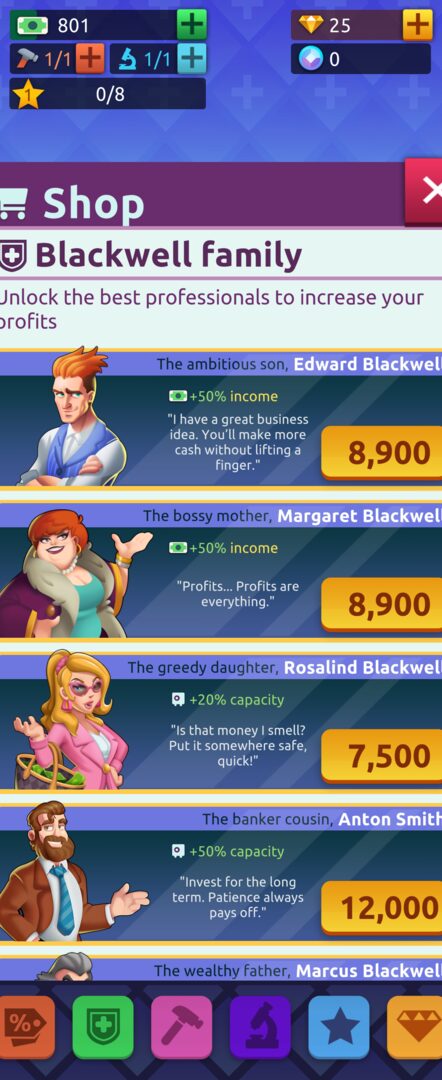 801
25
1/1
1/1
0
1
0/8
Shop
Blackwell family
Unlock the best professionals to increase your
profits
The ambitious son, Edward Blackwell
+50% income
"I have a great business
idea. You'll make more
cash without lifting a
finger."
8,900
The bossy mother, Margaret Blackwell
+50% income
"Profits... Profits are
everything."
8,900
The greedy daughter, Rosalind Blackwell
+20% capacity
"Is that money I smell?
Put it somewhere safe,
quick!"
7,500
The banker cousin, Anton Smith
+50% capacity
"Invest for the long
term. Patience always
pays off."
12,000
The wealthy father, Marcus Blackwell
%